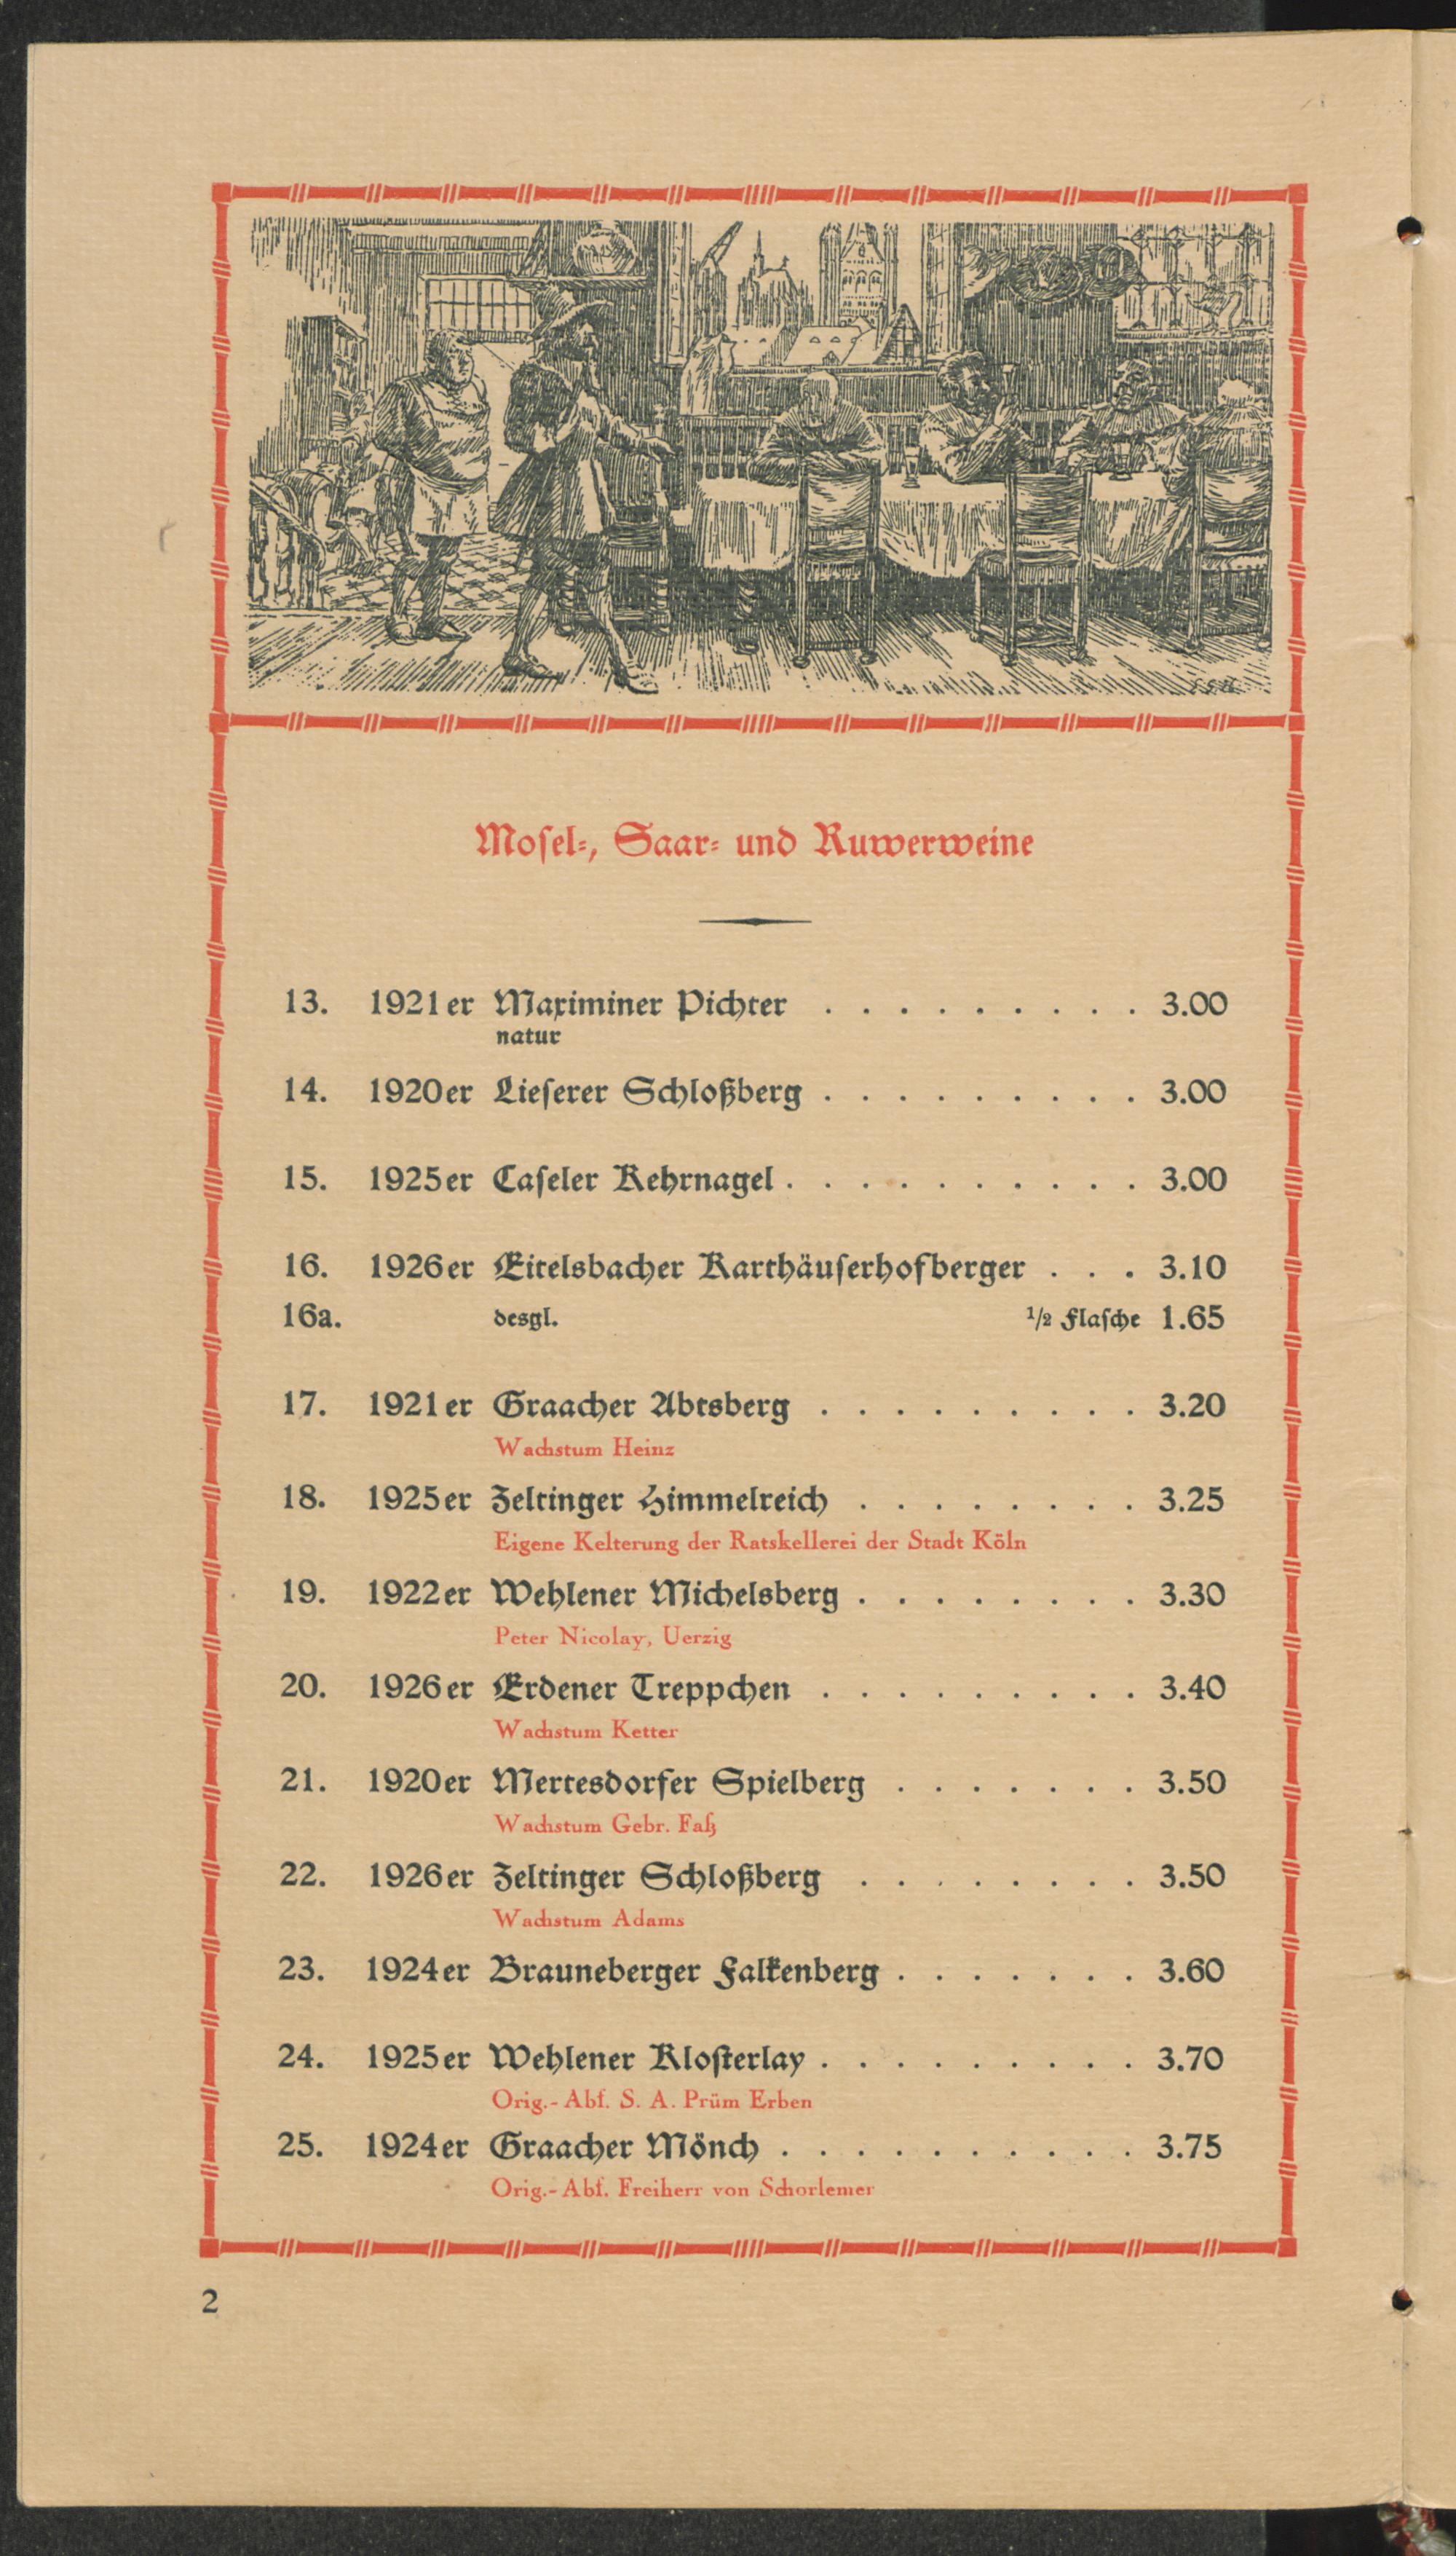 Mosel-, Saar- und Ruwerweine
13. 1921er Maximiner Pichter . . . . . . . . . 3.00
natur
14. 1920er Lieserer Schloßberg . . . . . . . . . 3.00
15. 1925er Caseler Kehrnagel . . . . . . . . . . 3.00
16. 1926er Eitelsbacher Karthäuserhofberger . . . 3.10
16a. desgl. 1/2 Flasche 1.65
17. 1921er Graacher Abtsberg . . . . . . . . . 3.20
Wachstum Heinz
18. 1925er Zeltinger Himmelreich . . . . . . . . 3.25
Eigene Kelterung der Ratskellerei der Stadt Köln
19. 1922er Wehlener Michelsberg . . . . . . . . 3.30
Peter Nicolay, Uerzig
20. 1926er Erdener Treppchen . . . . . . . . . 3.40
Wachstum Ketter
21. 1920er Mertesdorfer Spielberg . . . . . . . 3.50
Wachstum Gebr. Faß
22. 1926er Zeltinger Schloßberg . . . . . . . . 3.50
Wachstum Adams
23. 1924er Brauneberger Falkenberg . . . . . . . 3.60
24. 1925er Wehlener Klosterlay . . . . . . . . . 3.70
Orig.-Abf. S. A. Prüm Erben
25. 1924er Graacher Mönch . . . . . . . . . . 3.75
Orig.-Abf. Freiherr von Schorlemer
2